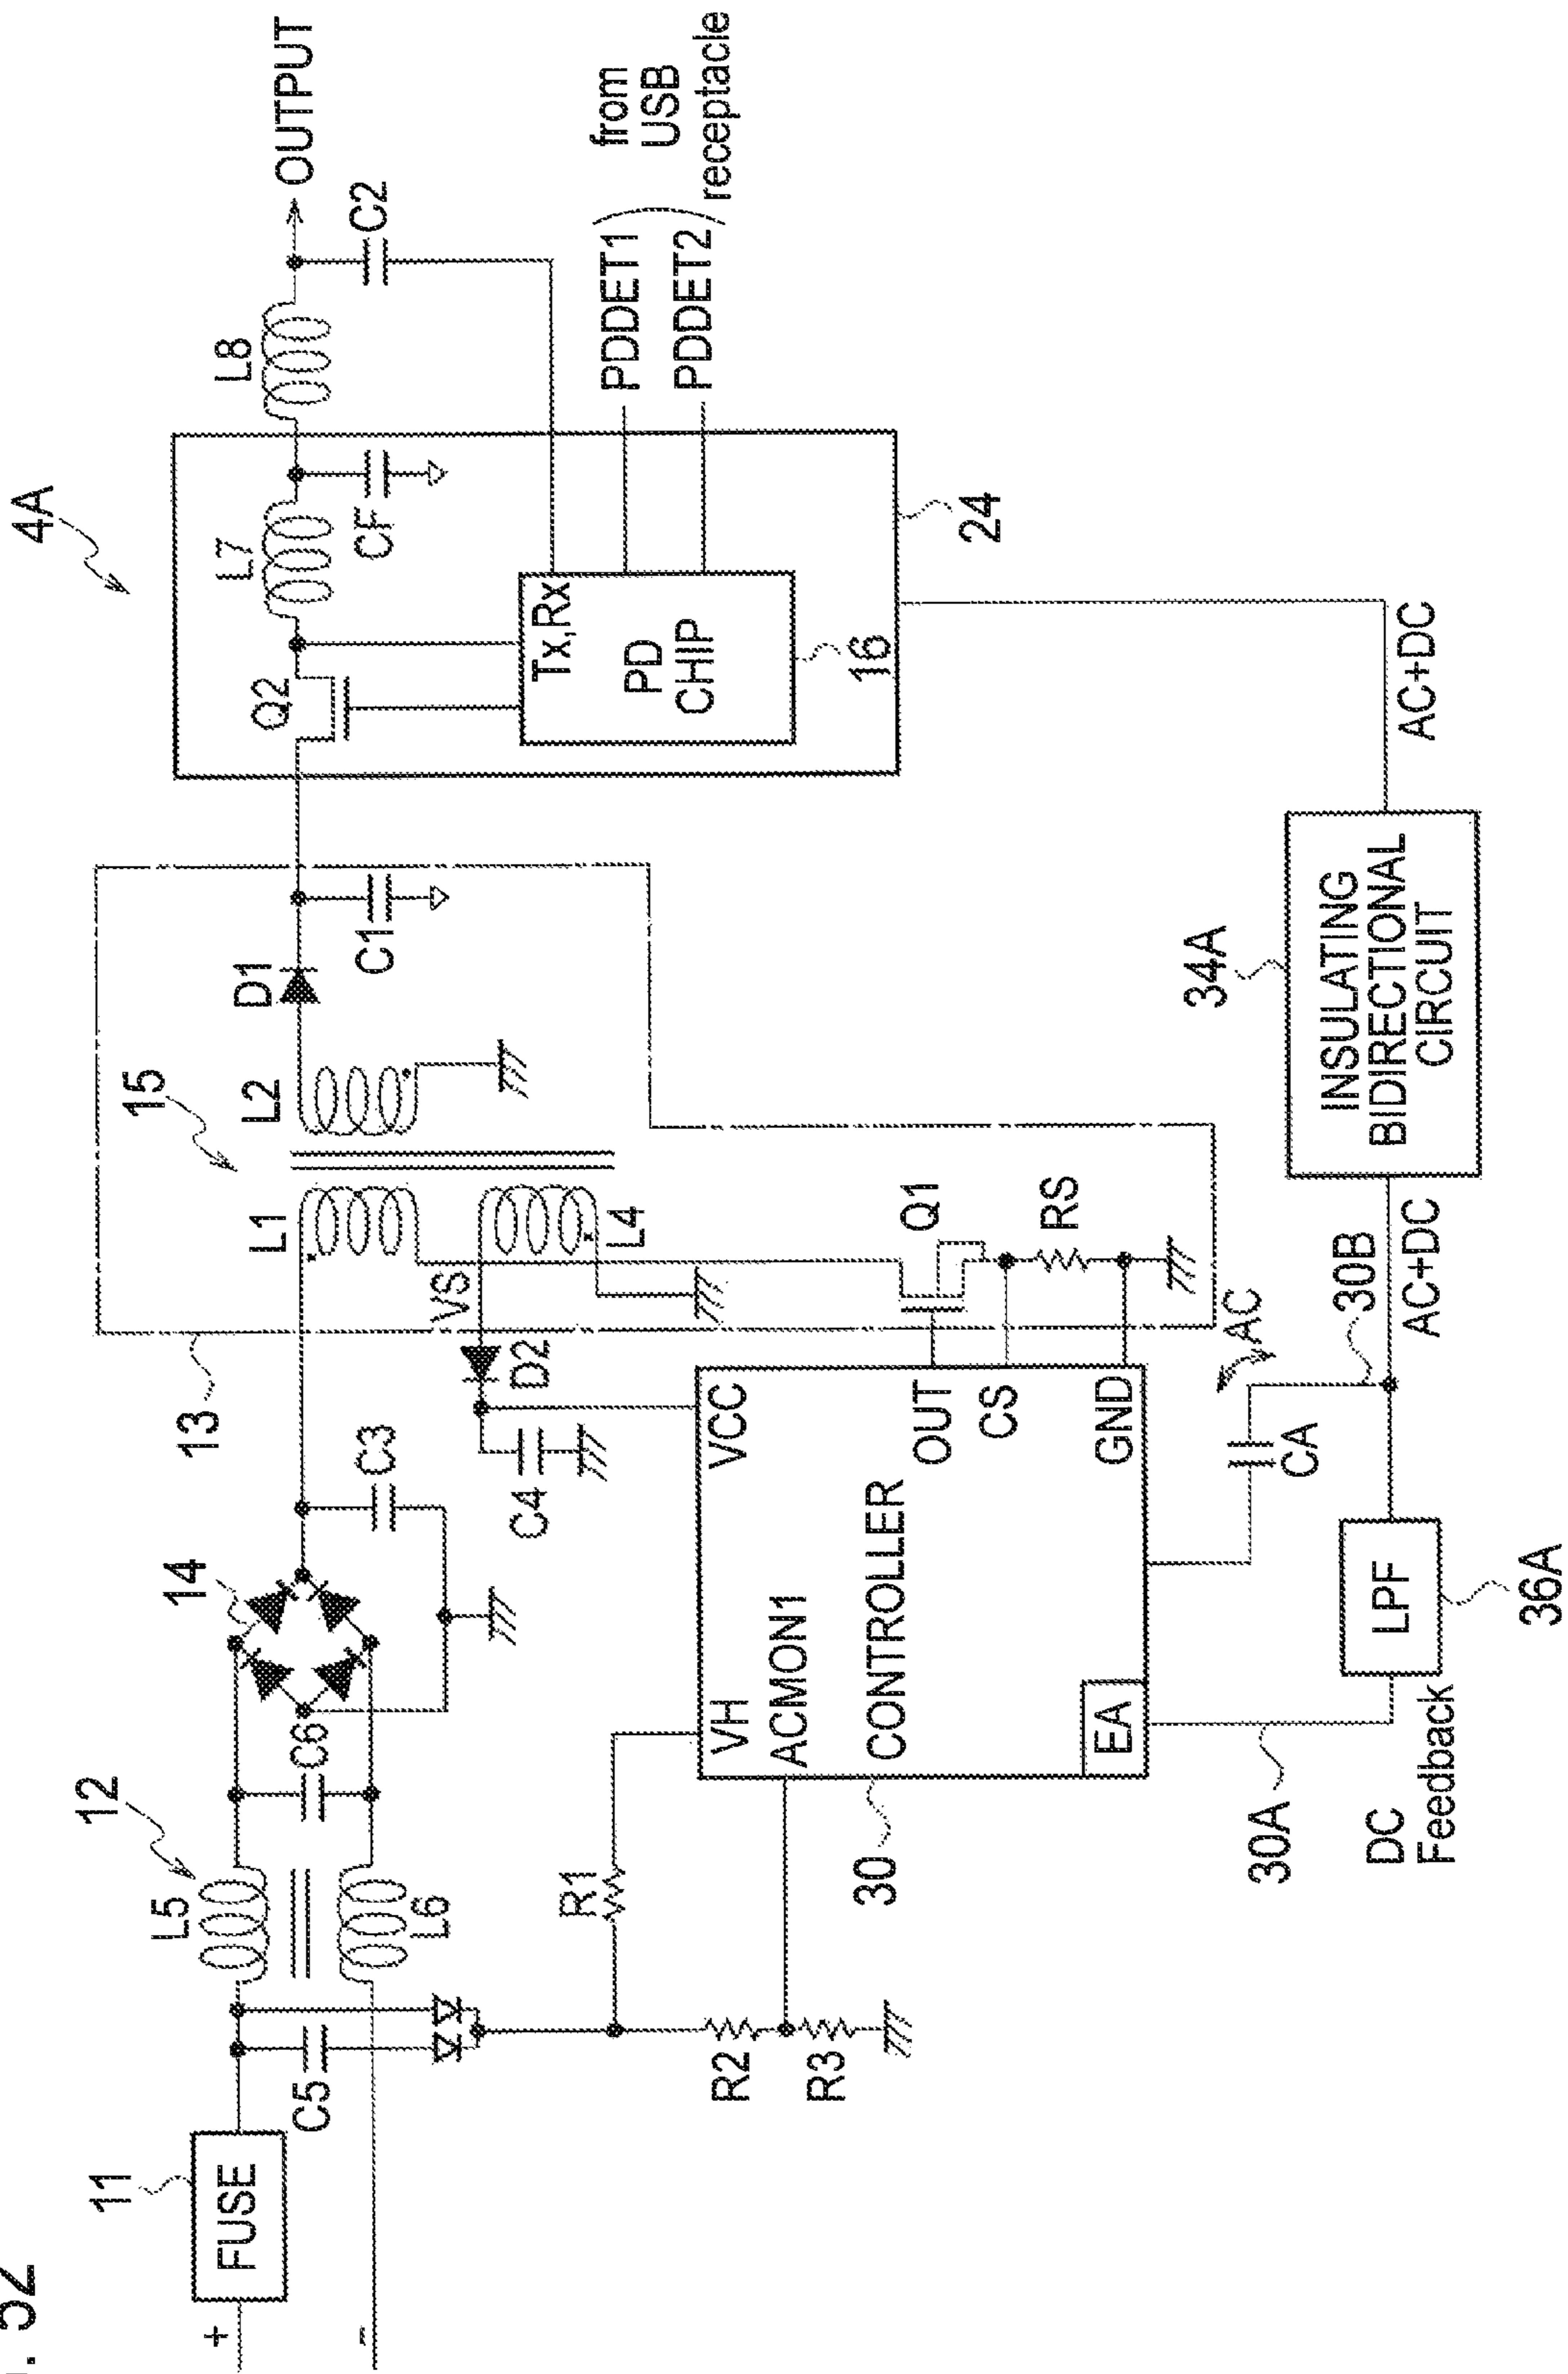 . 52
4A
OUTPUT
L8
C2
L7
CF
Q2
Tx,Rx
PD
CHIP
16
24
PDDET1
PDDET2
from
USB
receptacle
15
D1
C1
L2
L1
L4
VS
D2
Q1
RS
13
14
C3
C4
C6
12
L5
L6
C5
11
FUSE
+
-
R1
R2
R3
VH
VCC
ACMON1
CONTROLLER
OUT
CS
GND
EA
30
AC
CA
30A
30B
DC
Feedback
LPF
36A
AC+DC
34A
INSULATING
BIDIRECTIONAL
CIRCUIT
AC+DC